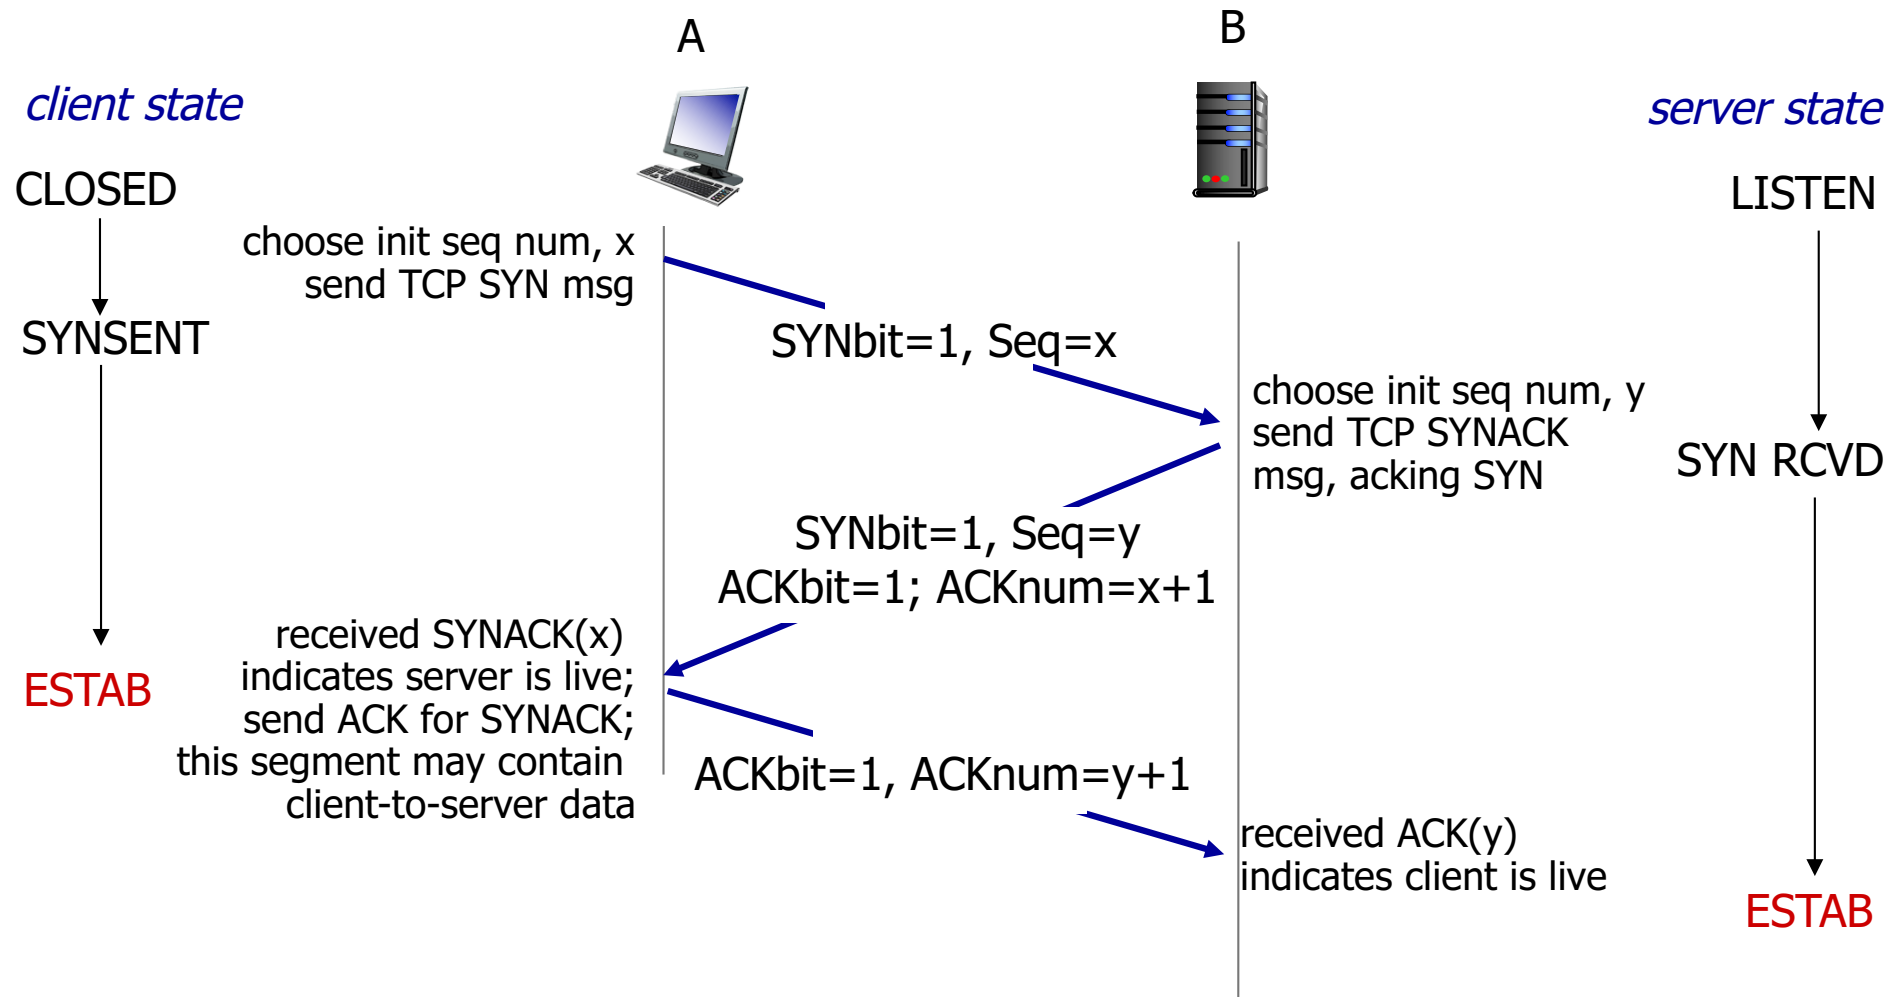 A
B
client state
server state
CLOSED
LISTEN
choose init seq num, x
send TCP SYN msg
SYNSENT
SYNbit=1, Seq=x
choose init seq num, y
send TCP SYNACK
msg, acking SYN
SYN RCVD
SYNbit=1, Seq=y
ACKbit=1; ACKnum=x+1
received SYNACK(x)
indicates server is live;
send ACK for SYNACK;
this segment may contain
client-to-server data
ESTAB
ACKbit=1, ACKnum=y+1
received ACK(y)
indicates client is live
ESTAB